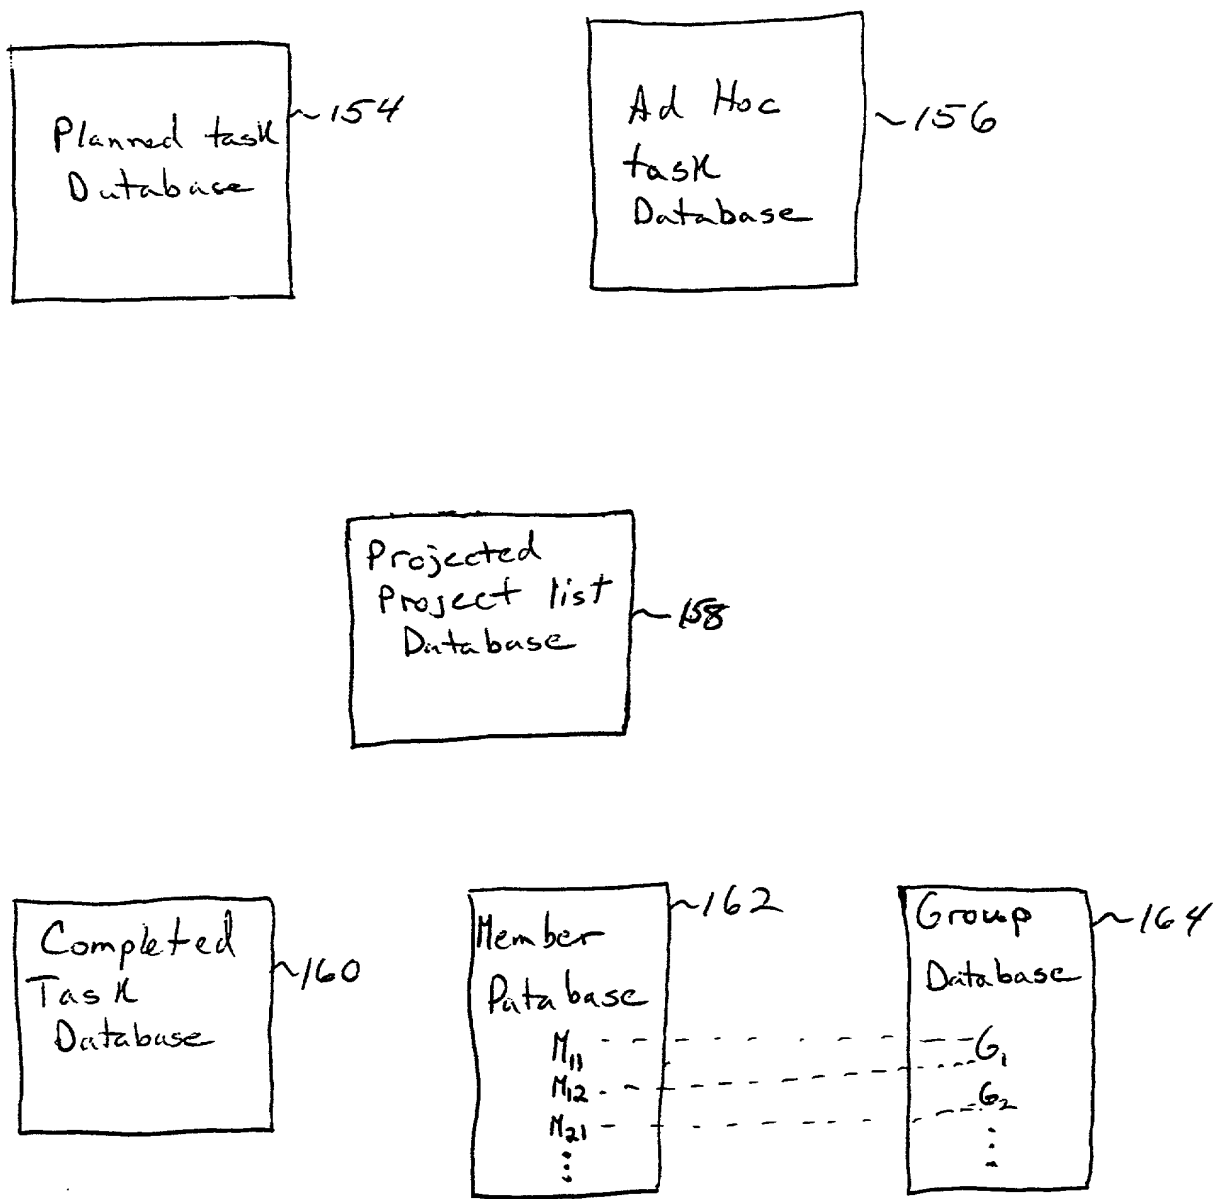 Planned task
Database
~154
Ad Hoc
task
Database
~156
Projected
Project list
Database
~158
Completed
Task
Database
~160
Member
Database
M11
M12
M21
⋮
~162
Group
Database
G1
G2
⋮
~164